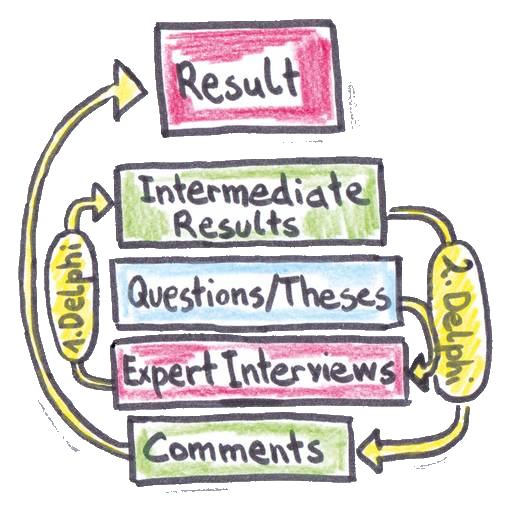 Result
Intermediate
Results
1. Delphi
2. Delphi
Questions/Theses
Expert Interviews
Comments